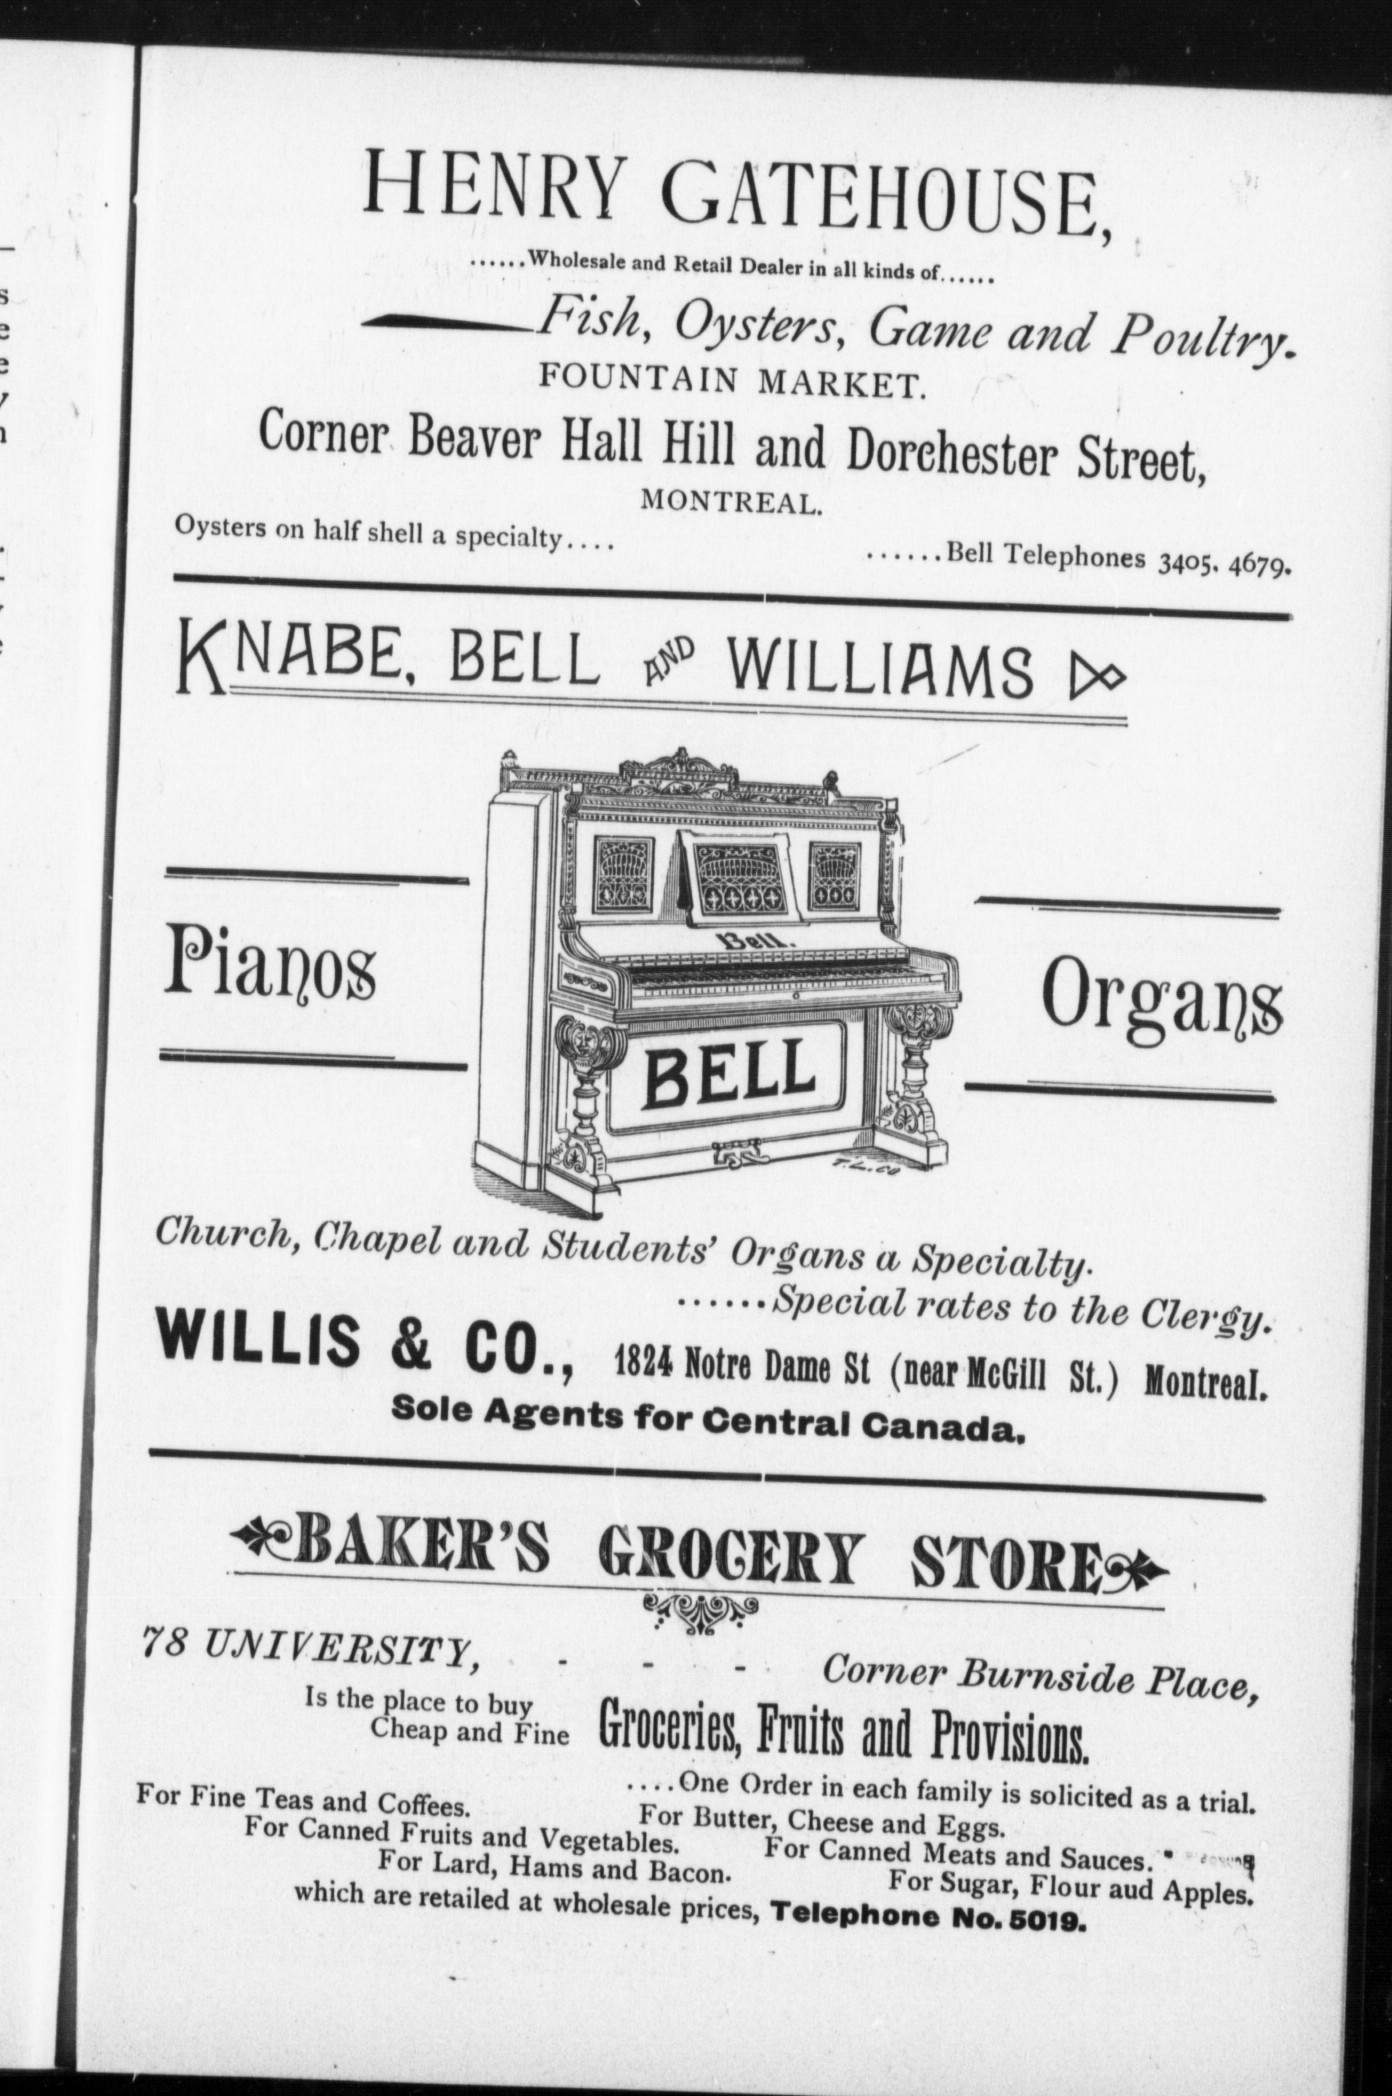 HENRY GATEHOUSE,
......Wholesale and Retail Dealer in all kinds of......
Fish, Oysters, Game and Poultry.
FOUNTAIN MARKET.
Corner Beaver Hall Hill and Dorchester Street,
MONTREAL.
Oysters on half shell a specialty....
......Bell Telephones 3405, 4679.
KNABE, BELL AND WILLIAMS
Pianos
Organs
Bell.
BELL
T.L.CO
Church, Chapel and Students' Organs a Specialty.
......Special rates to the Clergy.
WILLIS & CO., 1824 Notre Dame St (near McGill St.) Montreal.
Sole Agents for Central Canada.
BAKER'S GROCERY STORE
78 UNIVERSITY, - - - Corner Burnside Place,
Is the place to buy
Cheap and Fine Groceries, Fruits and Provisions.
....One Order in each family is solicited as a trial.
For Fine Teas and Coffees.
For Butter, Cheese and Eggs.
For Canned Fruits and Vegetables.
For Canned Meats and Sauces.
For Lard, Hams and Bacon.
For Sugar, Flour aud Apples.
which are retailed at wholesale prices, Telephone No. 5019.